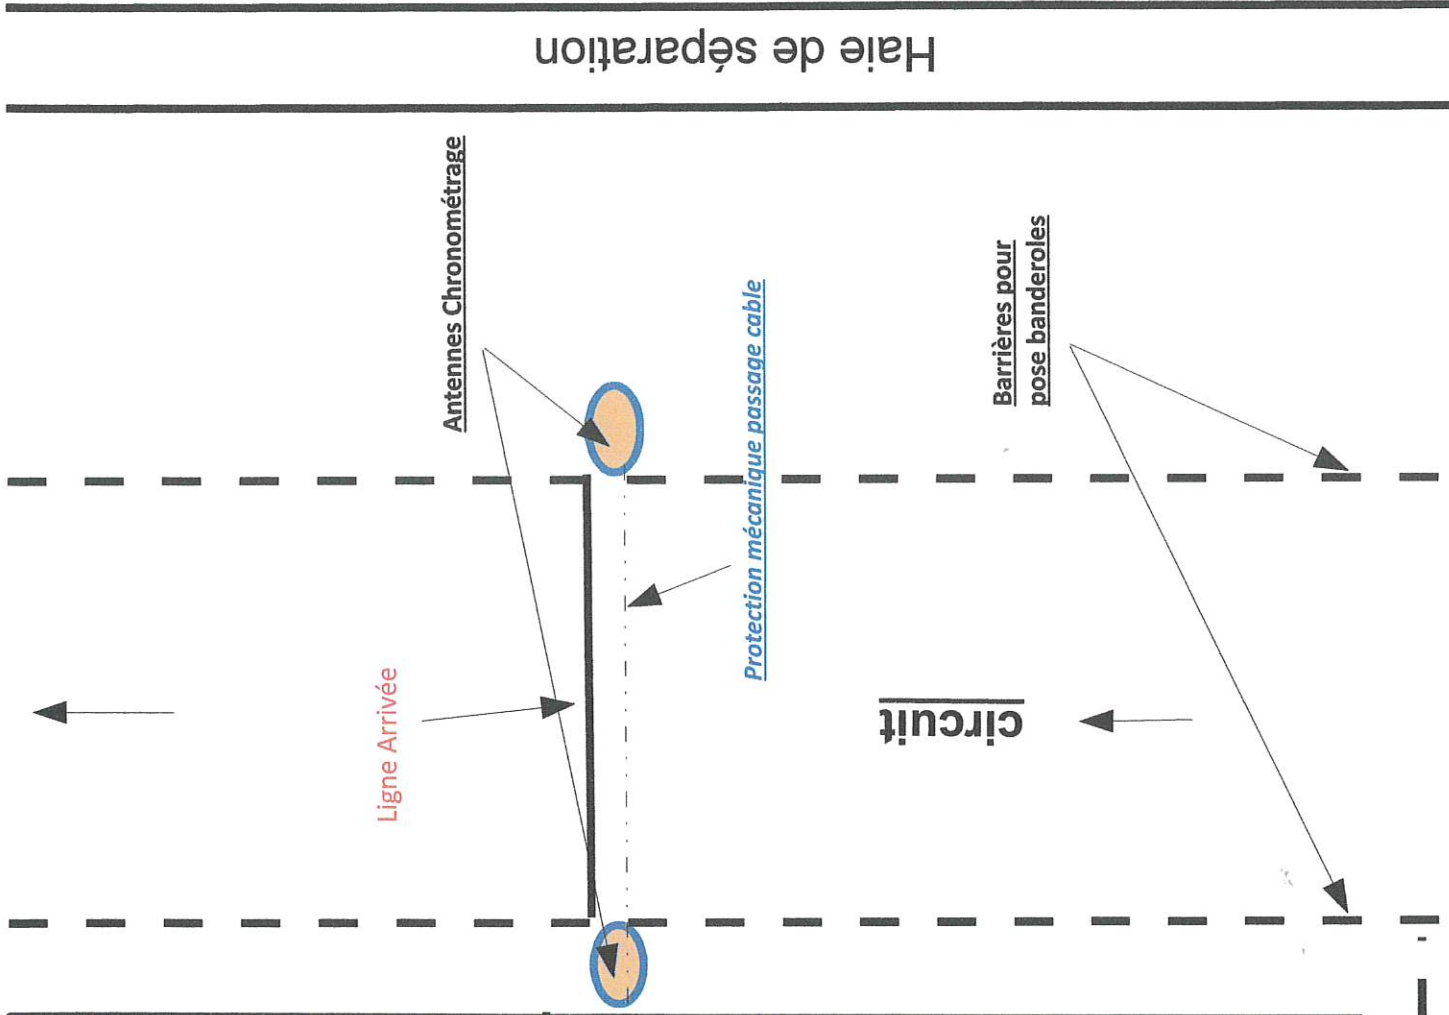 Haie de séparation
Antennes Chronométrage
Protection mécanique passage cable
Barrières pour
pose banderoles
Ligne Arrivée
circuit